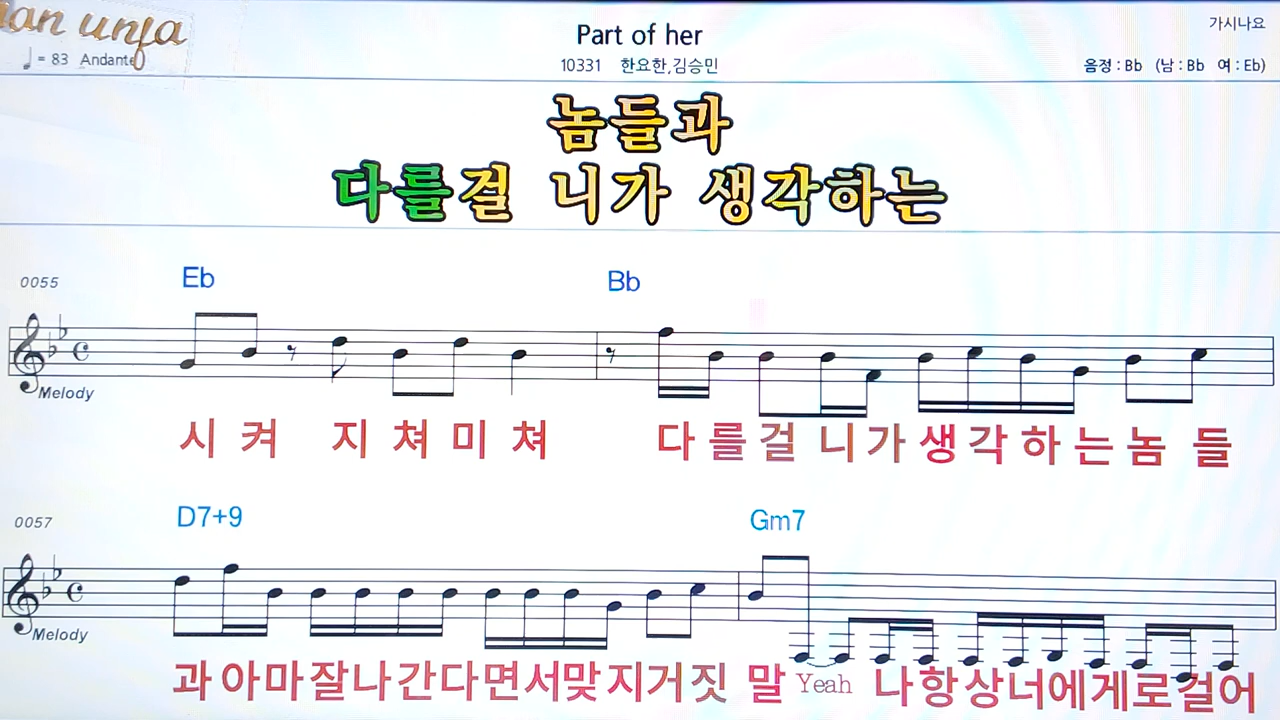 Part of her
가시나요
♩ = 83 Andante
10331 한요한,김승민
음정 : Bb (남 : Bb 여 : Eb)
놈들과
다를걸 니가 생각하는
0055 Eb Bb
Melody
시 켜 지 쳐 미 쳐 다 를 걸 니 가 생 각 하 는 놈 들
0057 D7+9 Gm7
Melody
과 아 마 잘 나 간 다 면 서 맞 지 거 짓 말 Yeah 나 항 상 너 에 게 로 걸 어